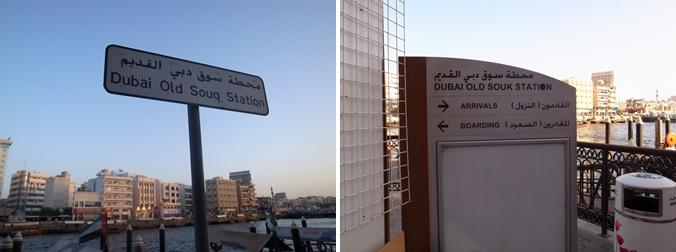 محطة سوق دبي القديم
Dubai Old Souq Station
محطة سوق دبي القديم
DUBAI OLD SOUK STATION
→ ARRIVALS القادمون ( النزول )
← BOARDING المغادرون ( الصعود )